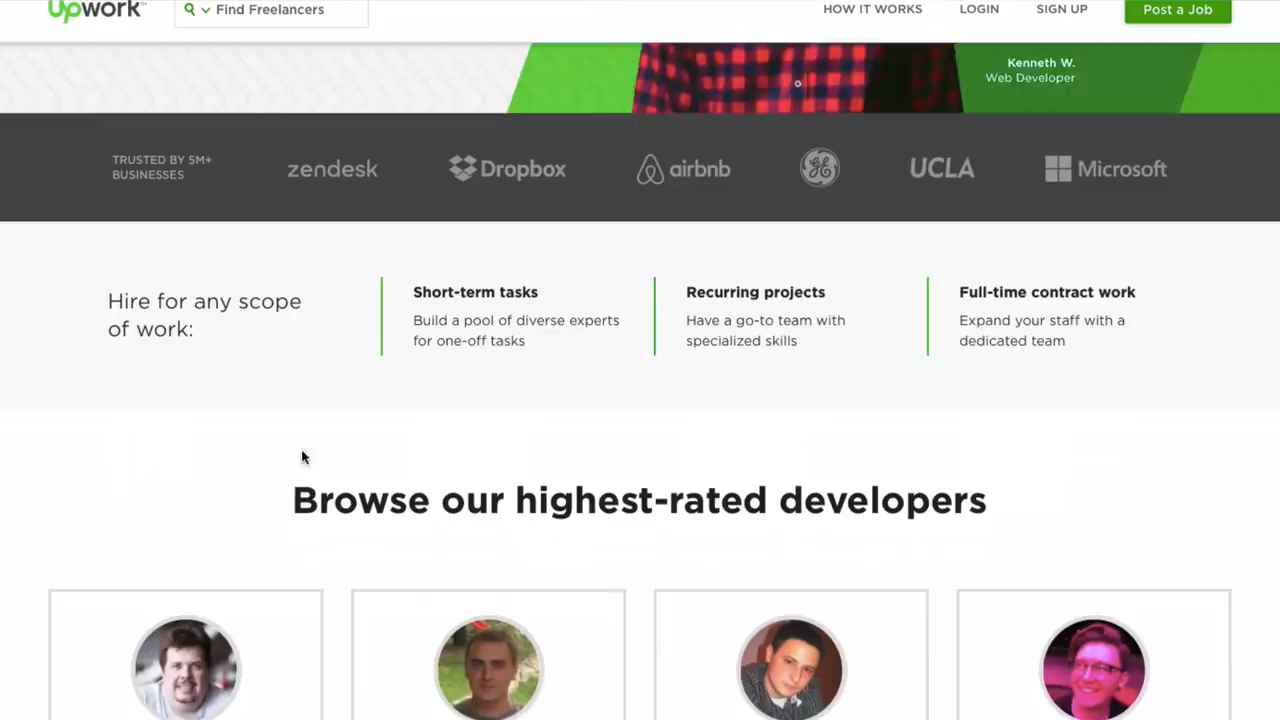 Upwork™
Find Freelancers
HOW IT WORKS
LOGIN
SIGN UP
Post a Job
Kenneth W.
Web Developer
TRUSTED BY 5M+
BUSINESSES
zendesk
Dropbox
airbnb
GE
UCLA
Microsoft
Hire for any scope
of work:
Short-term tasks
Build a pool of diverse experts
for one-off tasks
Recurring projects
Have a go-to team with
specialized skills
Full-time contract work
Expand your staff with a
dedicated team
Browse our highest-rated developers